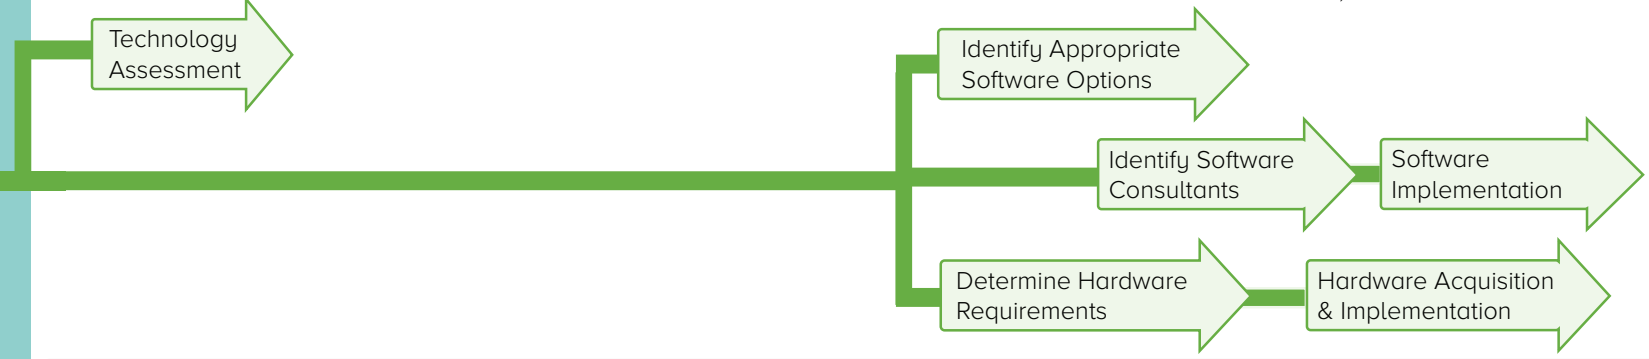 Technology
Assessment
Identify Appropriate
Software Options
Identify Software
Consultants
Software
Implementation
Determine Hardware
Requirements
Hardware Acquisition
& Implementation